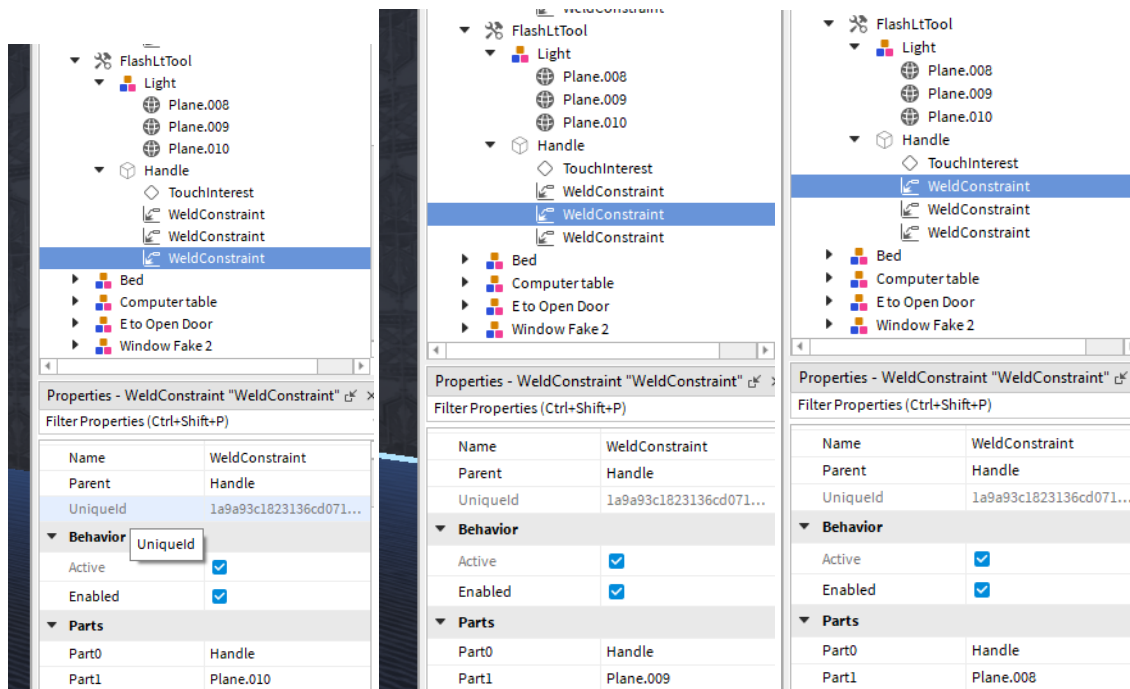 FlashLtTool
Light
Plane.008
Plane.009
Plane.010
Handle
TouchInterest
WeldConstraint
WeldConstraint
WeldConstraint
Bed
Computer table
E to Open Door
Window Fake 2
Properties - WeldConstraint "WeldConstraint"
Filter Properties (Ctrl+Shift+P)
Name WeldConstraint
Parent Handle
UniqueId 1a9a93c1823136cd071...
Behavior
UniqueId
Active
Enabled
Parts
Part0 Handle
Part1 Plane.010
WeldConstraint
FlashLtTool
Light
Plane.008
Plane.009
Plane.010
Handle
TouchInterest
WeldConstraint
WeldConstraint
WeldConstraint
Bed
Computer table
E to Open Door
Window Fake 2
Properties - WeldConstraint "WeldConstraint"
Filter Properties (Ctrl+Shift+P)
Name WeldConstraint
Parent Handle
UniqueId 1a9a93c1823136cd071...
Behavior
Active
Enabled
Parts
Part0 Handle
Part1 Plane.009
FlashLtTool
Light
Plane.008
Plane.009
Plane.010
Handle
TouchInterest
WeldConstraint
WeldConstraint
WeldConstraint
Bed
Computer table
E to Open Door
Window Fake 2
Properties - WeldConstraint "WeldConstraint"
Filter Properties (Ctrl+Shift+P)
Name WeldConstraint
Parent Handle
UniqueId 1a9a93c1823136cd071...
Behavior
Active
Enabled
Parts
Part0 Handle
Part1 Plane.008